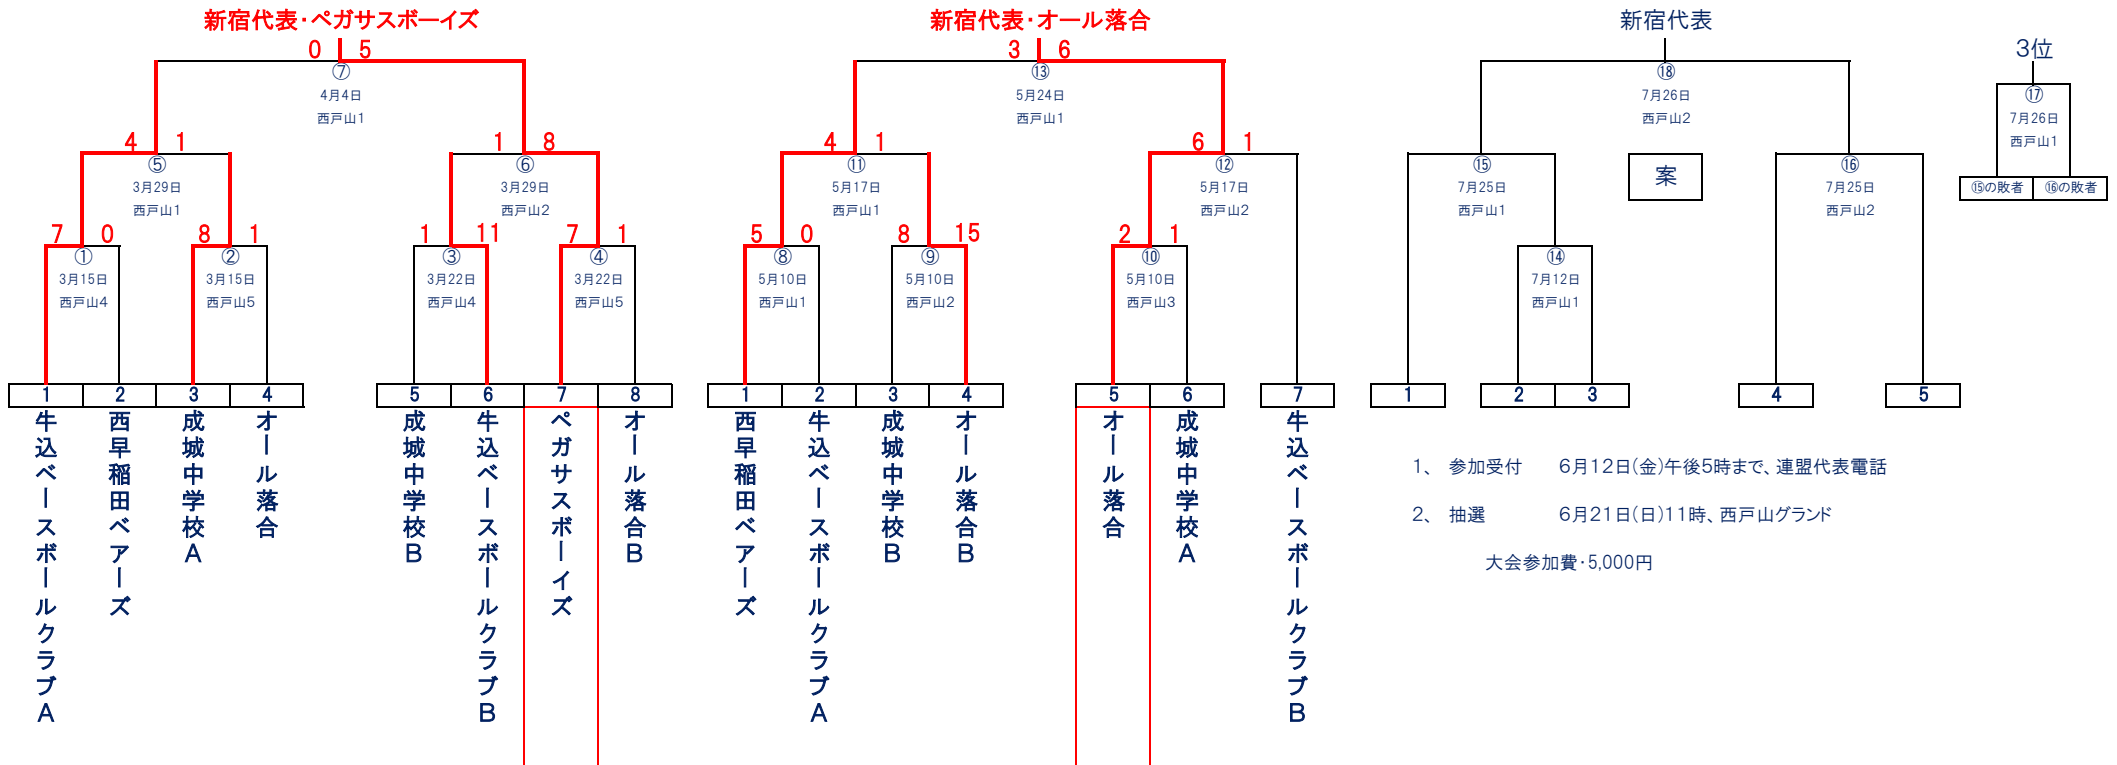 新宿代表・ペガサスボーイズ
0 5
⑦
4月4日
西戸山1
4 1
⑤
3月29日
西戸山1
1 8
⑥
3月29日
西戸山2
7 0
①
3月15日
西戸山4
8 1
②
3月15日
西戸山5
1 11
③
3月22日
西戸山4
7 1
④
3月22日
西戸山5
1 2 3 4 5 6 7 8
牛込ベースボールクラブA
西早稲田ベアーズ
成城中学校A
オール落合
成城中学校B
牛込ベースボールクラブB
ペガサスボーイズ
オール落合B
新宿代表・オール落合
3 6
⑬
5月24日
西戸山1
4 1
⑪
5月17日
西戸山1
6 1
⑫
5月17日
西戸山2
5 0
⑧
5月10日
西戸山1
8 15
⑨
5月10日
西戸山2
2 1
⑩
5月10日
西戸山3
1 2 3 4 5 6 7
西早稲田ベアーズ
牛込ベースボールクラブA
成城中学校B
オール落合B
オール落合
成城中学校A
牛込ベースボールクラブB
新宿代表
⑱
7月26日
西戸山2
⑮
7月25日
西戸山1
案
⑯
7月25日
西戸山2
⑭
7月12日
西戸山1
1 2 3 4 5
3位
⑰
7月26日
西戸山1
⑮の敗者 ⑯の敗者
1、 参加受付 6月12日(金)午後5時まで、連盟代表電話
2、 抽選 6月21日(日)11時、西戸山グランド
大会参加費・5,000円